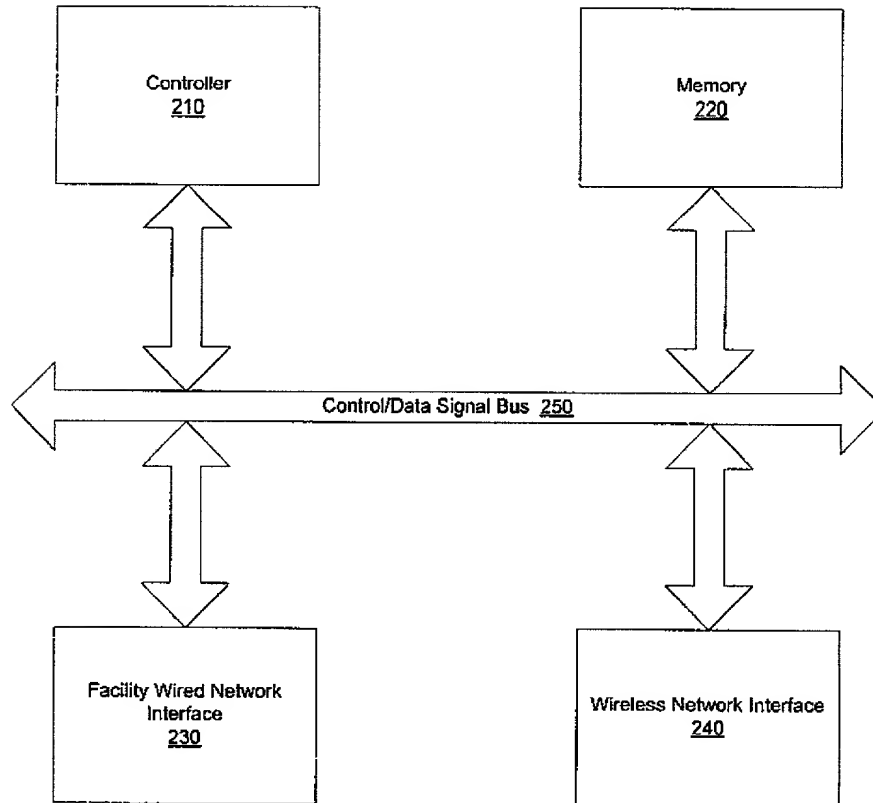 Controller
210
Memory
220
Control/Data Signal Bus 250
Facility Wired Network
Interface
230
Wireless Network Interface
240